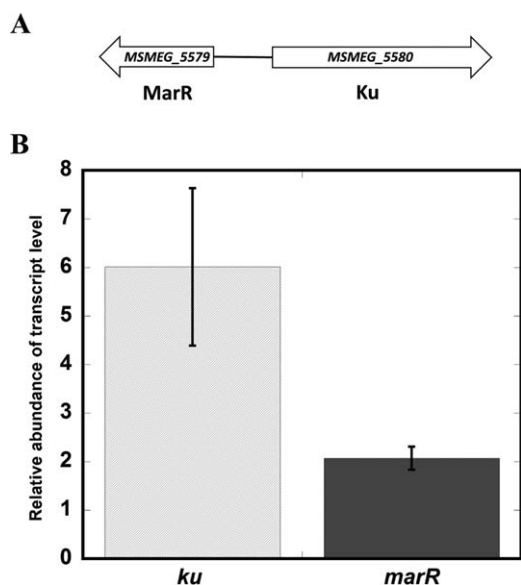 A
MSMEG_5579 MSMEG_5580
MarR Ku
B
Relative abundance of transcript level
8
7
6
5
4
3
2
1
0
ku marR